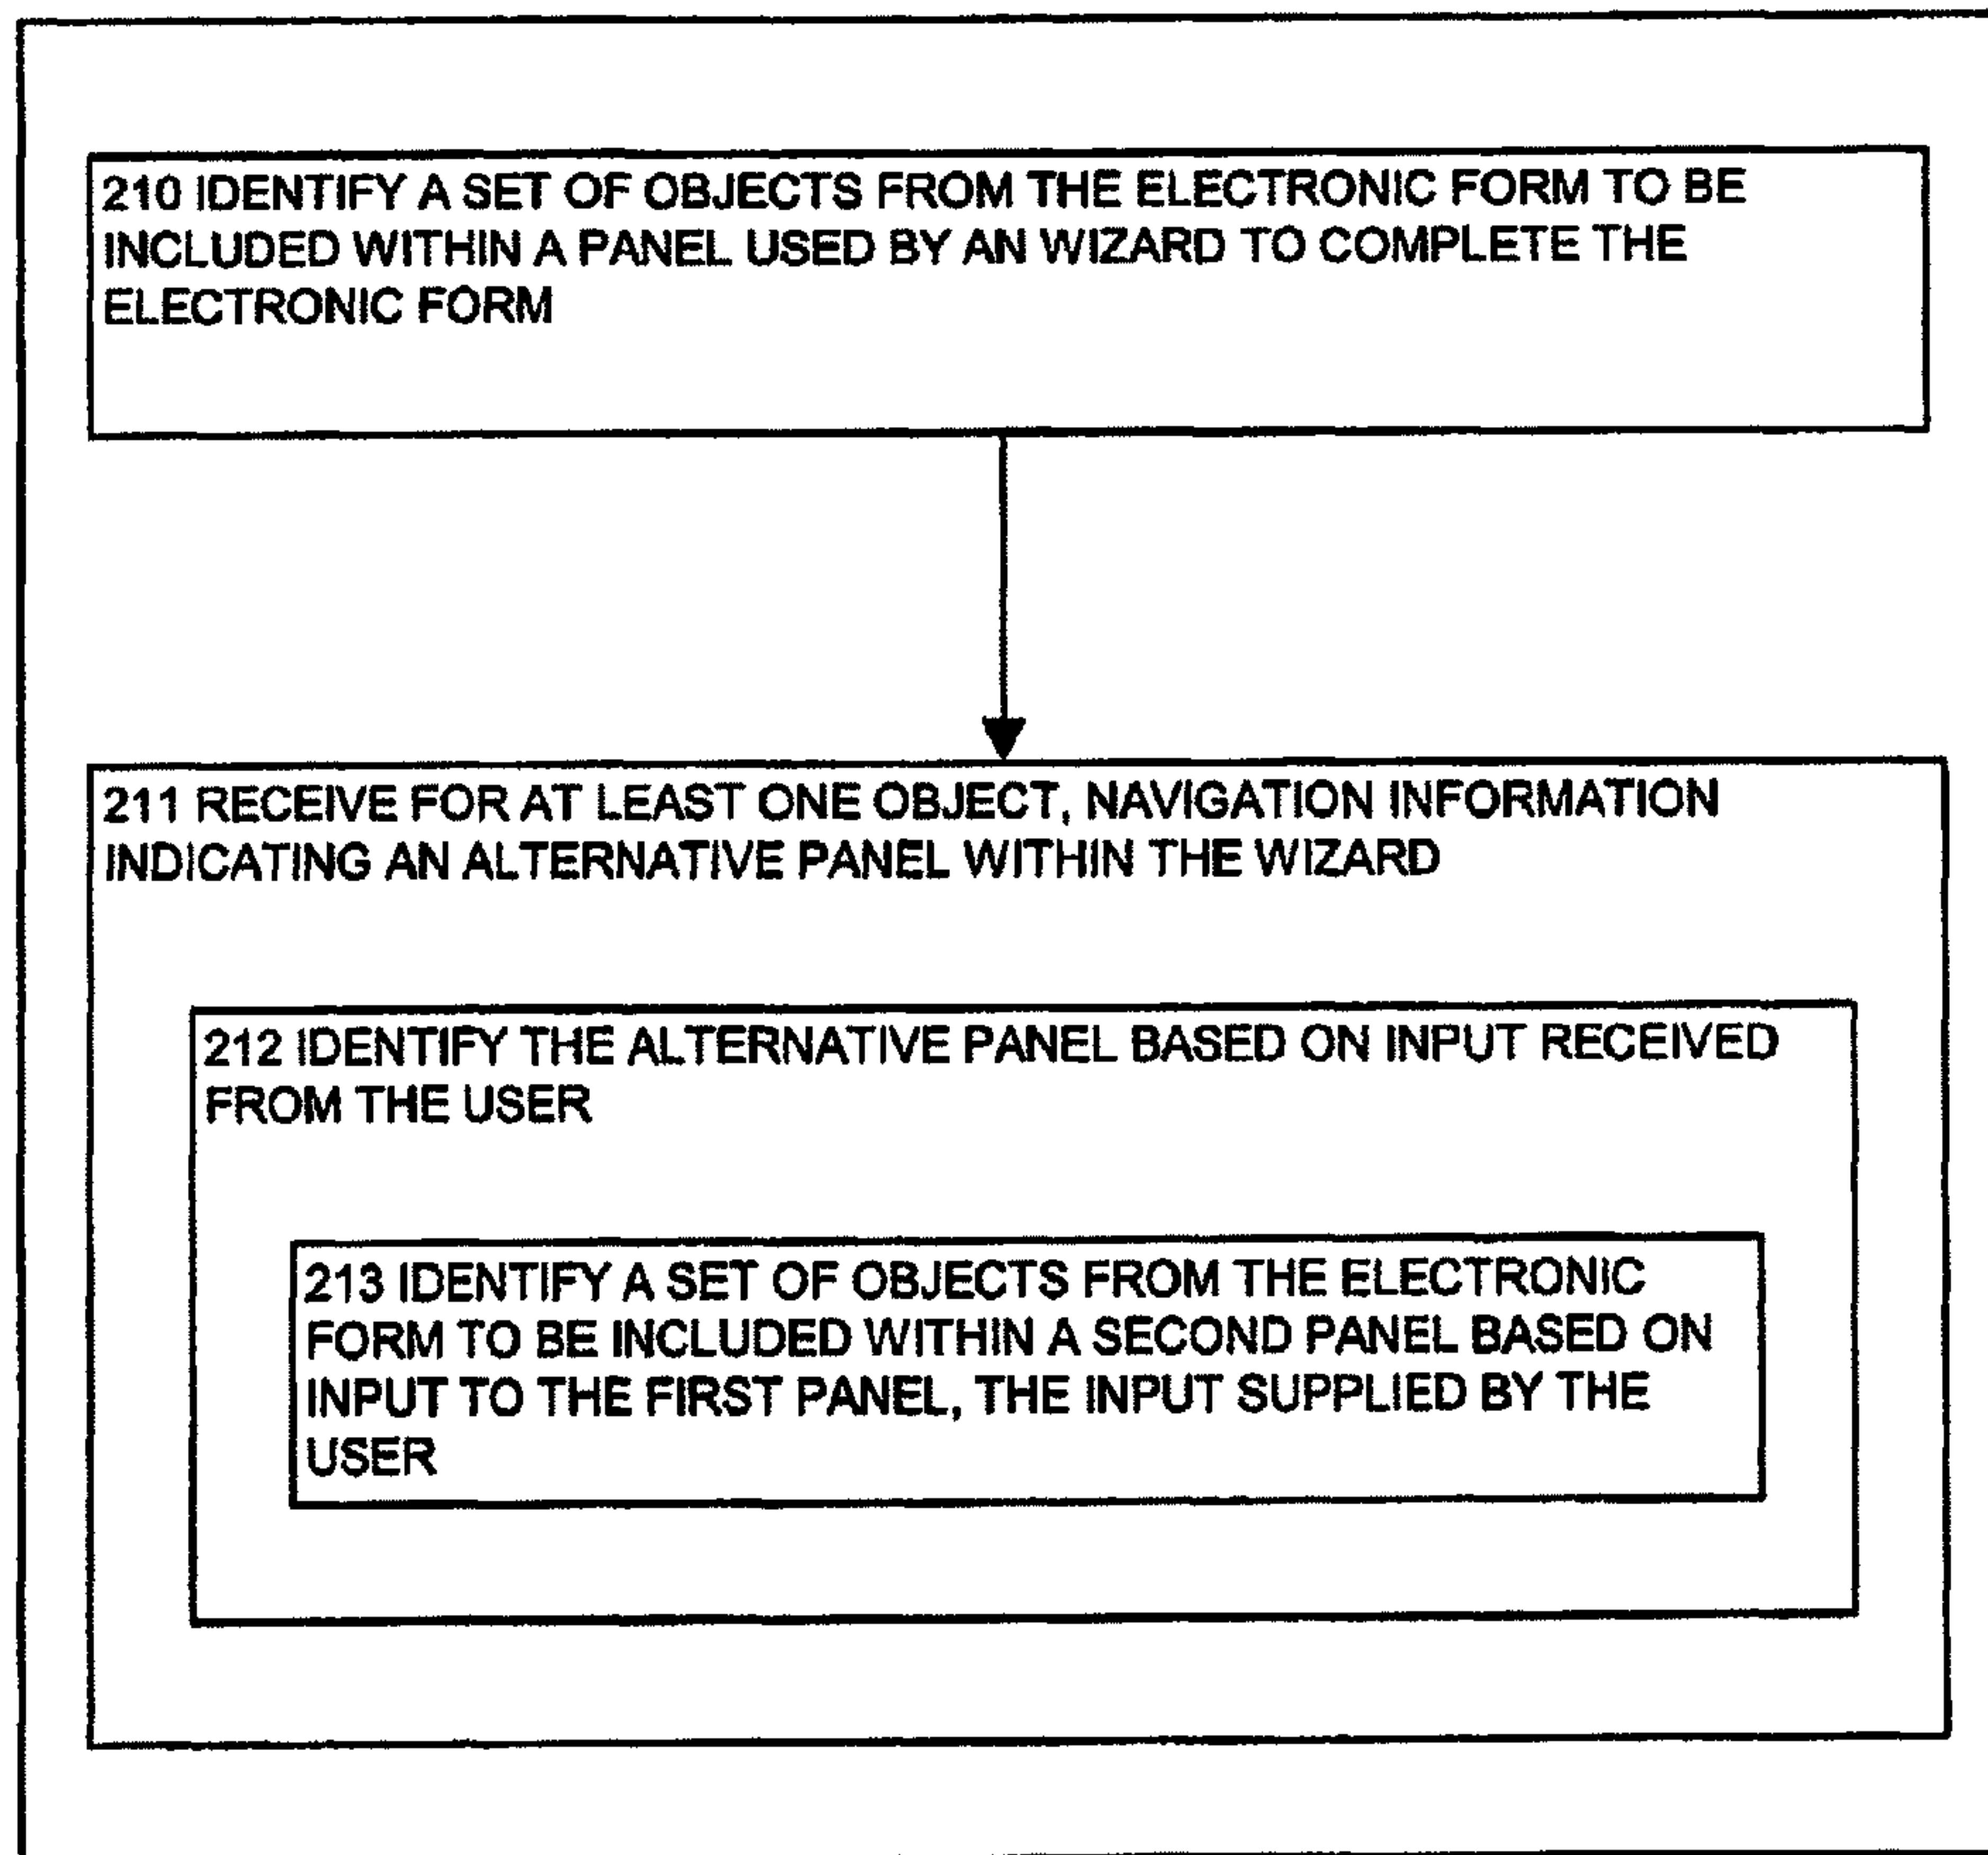 210 IDENTIFY A SET OF OBJECTS FROM THE ELECTRONIC FORM TO BE
INCLUDED WITHIN A PANEL USED BY AN WIZARD TO COMPLETE THE
ELECTRONIC FORM
211 RECEIVE FOR AT LEAST ONE OBJECT, NAVIGATION INFORMATION
INDICATING AN ALTERNATIVE PANEL WITHIN THE WIZARD
212 IDENTIFY THE ALTERNATIVE PANEL BASED ON INPUT RECEIVED
FROM THE USER
213 IDENTIFY A SET OF OBJECTS FROM THE ELECTRONIC
FORM TO BE INCLUDED WITHIN A SECOND PANEL BASED ON
INPUT TO THE FIRST PANEL, THE INPUT SUPPLIED BY THE
USER